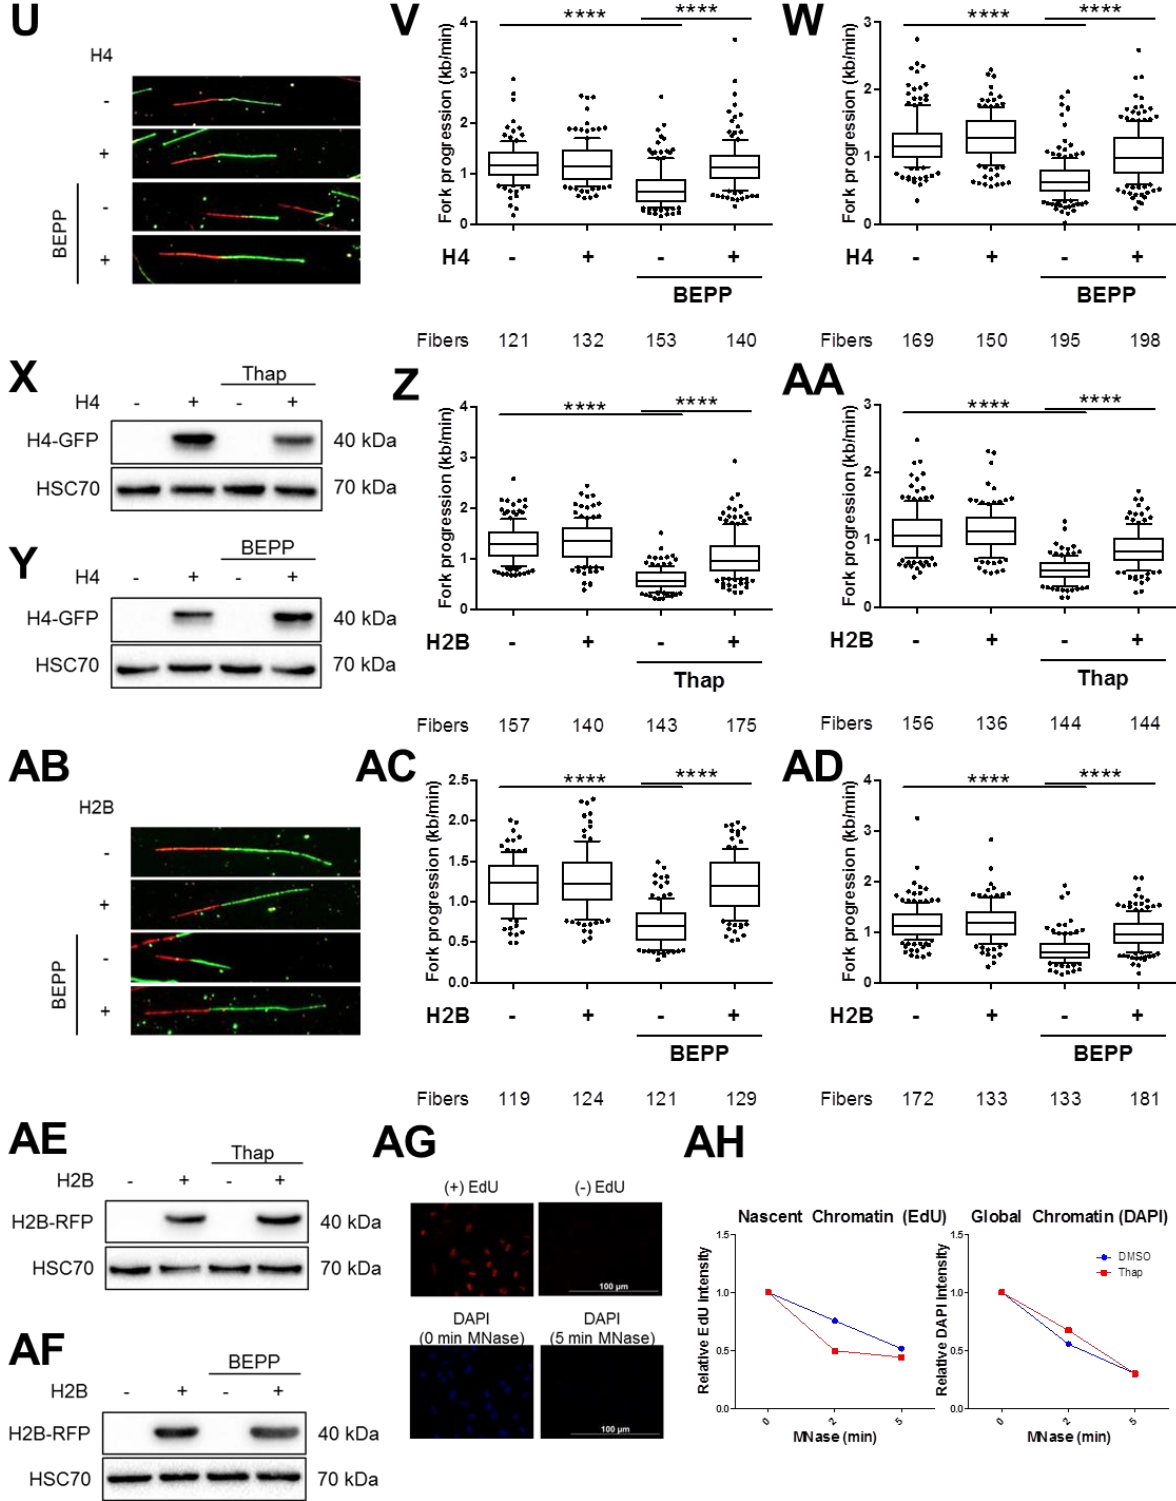 U
H4
-
+
BEPP
-
+
V
Fork progression (kb/min)
4
3
2
1
0
****
****
H4 - + - +
BEPP
Fibers 121 132 153 140
W
Fork progression (kb/min)
3
2
1
0
****
****
H4 - + - +
BEPP
Fibers 169 150 195 198
X
Thap
H4 - + - +
H4-GFP 40 kDa
HSC70 70 kDa
Y
BEPP
H4 - + - +
H4-GFP 40 kDa
HSC70 70 kDa
Z
Fork progression (kb/min)
4
3
2
1
0
****
****
H2B - + - +
Thap
Fibers 157 140 143 175
AA
Fork progression (kb/min)
3
2
1
0
****
****
H2B - + - +
Thap
Fibers 156 136 144 144
AB
H2B
-
+
BEPP
-
+
AC
Fork progression (kb/min)
2.5
2.0
1.5
1.0
0.5
0.0
****
****
H2B - + - +
BEPP
Fibers 119 124 121 129
AD
Fork progression (kb/min)
4
3
2
1
0
****
****
H2B - + - +
BEPP
Fibers 172 133 133 181
AE
Thap
H2B - + - +
H2B-RFP 40 kDa
HSC70 70 kDa
AF
BEPP
H2B - + - +
H2B-RFP 40 kDa
HSC70 70 kDa
AG
(+) EdU (-) EdU
100 µm
DAPI DAPI
(0 min MNase) (5 min MNase)
100 µm
AH
Nascent Chromatin (EdU)
Relative EdU Intensity
1.5
1.0
0.5
0.0
0 2 5
MNase (min)
Global Chromatin (DAPI)
Relative DAPI Intensity
1.5
1.0
0.5
0.0
DMSO
Thap
0 2 5
MNase (min)